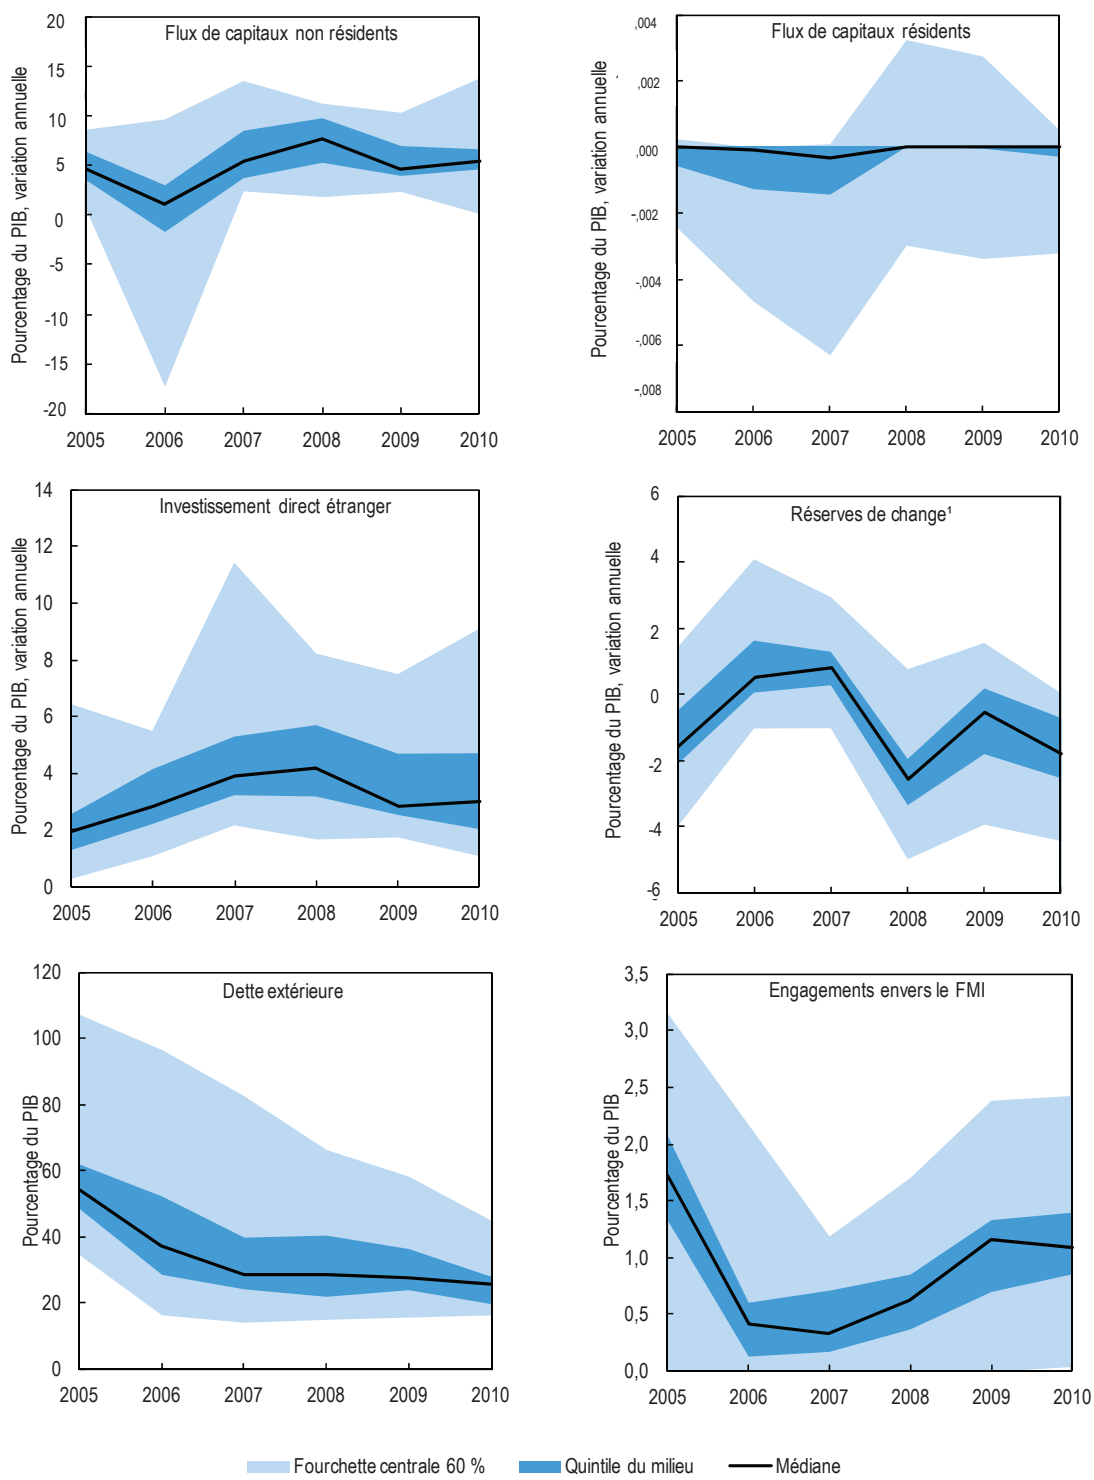 Flux de capitaux non résidents
Pourcentage du PIB, variation annuelle
20
15
10
5
0
-5
-10
-15
-20
2005 2006 2007 2008 2009 2010
Flux de capitaux résidents
Pourcentage du PIB, variation annuelle
,004
,002
,000
-,002
-,004
-,006
-,008
2005 2006 2007 2008 2009 2010
Investissement direct étranger
Pourcentage du PIB, variation annuelle
14
12
10
8
6
4
2
0
2005 2006 2007 2008 2009 2010
Réserves de change¹
Pourcentage du PIB, variation annuelle
6
4
2
0
-2
-4
-6
2005 2006 2007 2008 2009 2010
Dette extérieure
Pourcentage du PIB
120
100
80
60
40
20
0
2005 2006 2007 2008 2009 2010
Engagements envers le FMI
Pourcentage du PIB
3,5
3,0
2,5
2,0
1,5
1,0
0,5
0,0
2005 2006 2007 2008 2009 2010
Fourchette centrale 60 % Quintile du milieu Médiane